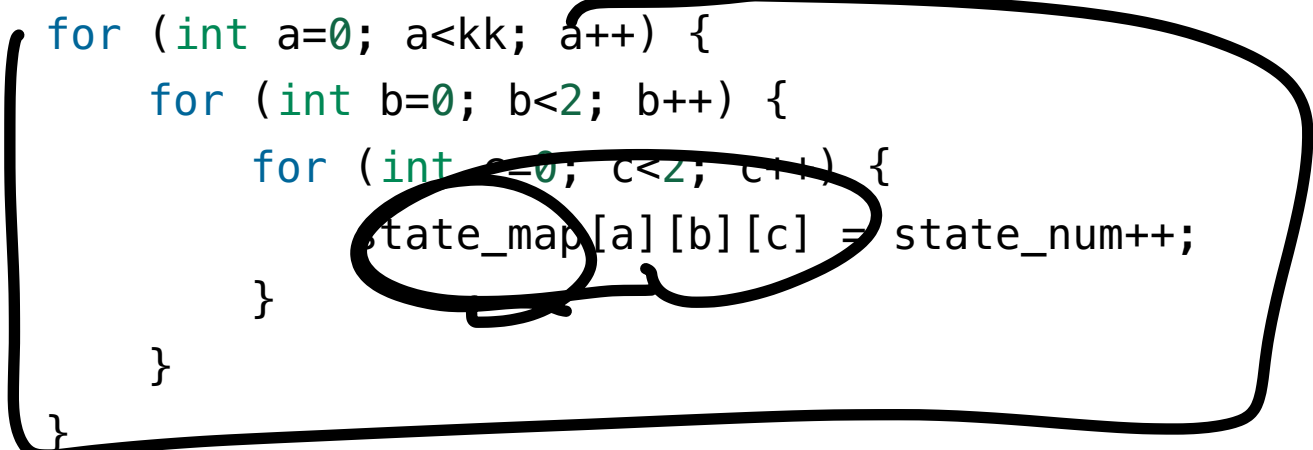 for (int a=0; a<kk; a++) {
for (int b=0; b<2; b++) {
for (int c=0; c<2; c++) {
state_map[a][b][c] = state_num++;
}
}
}